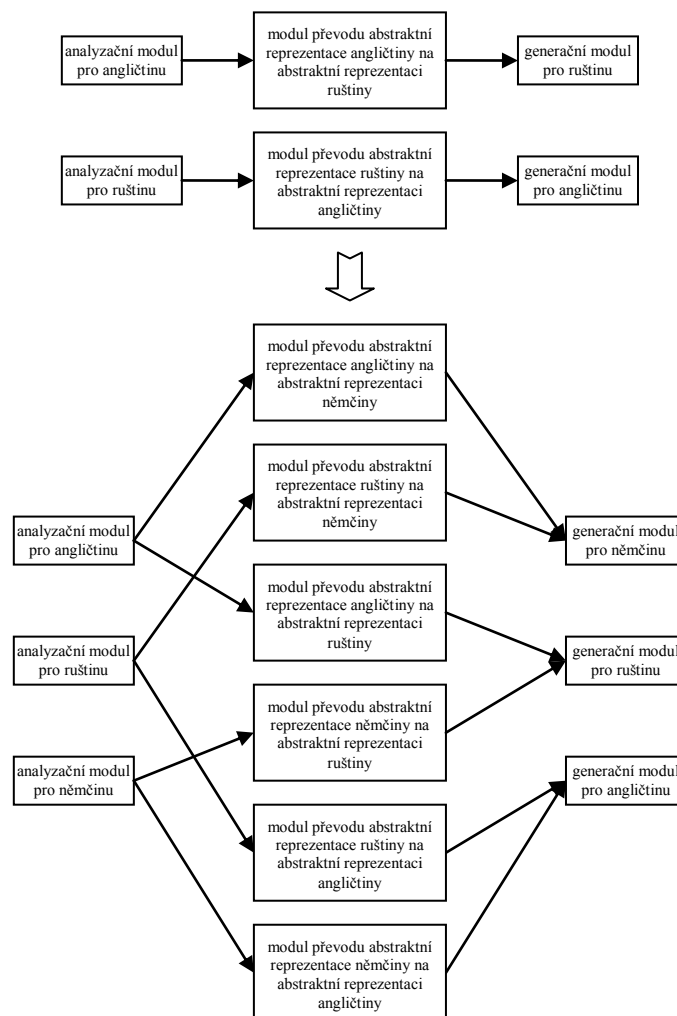 analyzační modul
pro angličtinu
modul převodu abstraktní
reprezentace angličtiny na
abstraktní reprezentaci
ruštiny
generační modul
pro ruštinu
analyzační modul
pro ruštinu
modul převodu abstraktní
reprezentace ruštiny na
abstraktní reprezentaci
angličtiny
generační modul
pro angličtinu
modul převodu abstraktní
reprezentace angličtiny na
abstraktní reprezentaci
němčiny
modul převodu abstraktní
reprezentace ruštiny na
abstraktní reprezentaci
němčiny
analyzační modul
pro angličtinu
generační modul
pro němčinu
modul převodu abstraktní
reprezentace angličtiny na
abstraktní reprezentaci
ruštiny
analyzační modul
pro ruštinu
generační modul
pro ruštinu
modul převodu abstraktní
reprezentace němčiny na
abstraktní reprezentaci
ruštiny
analyzační modul
pro němčinu
generační modul
pro angličtinu
modul převodu abstraktní
reprezentace ruštiny na
abstraktní reprezentaci
angličtiny
modul převodu abstraktní
reprezentace němčiny na
abstraktní reprezentaci
angličtiny